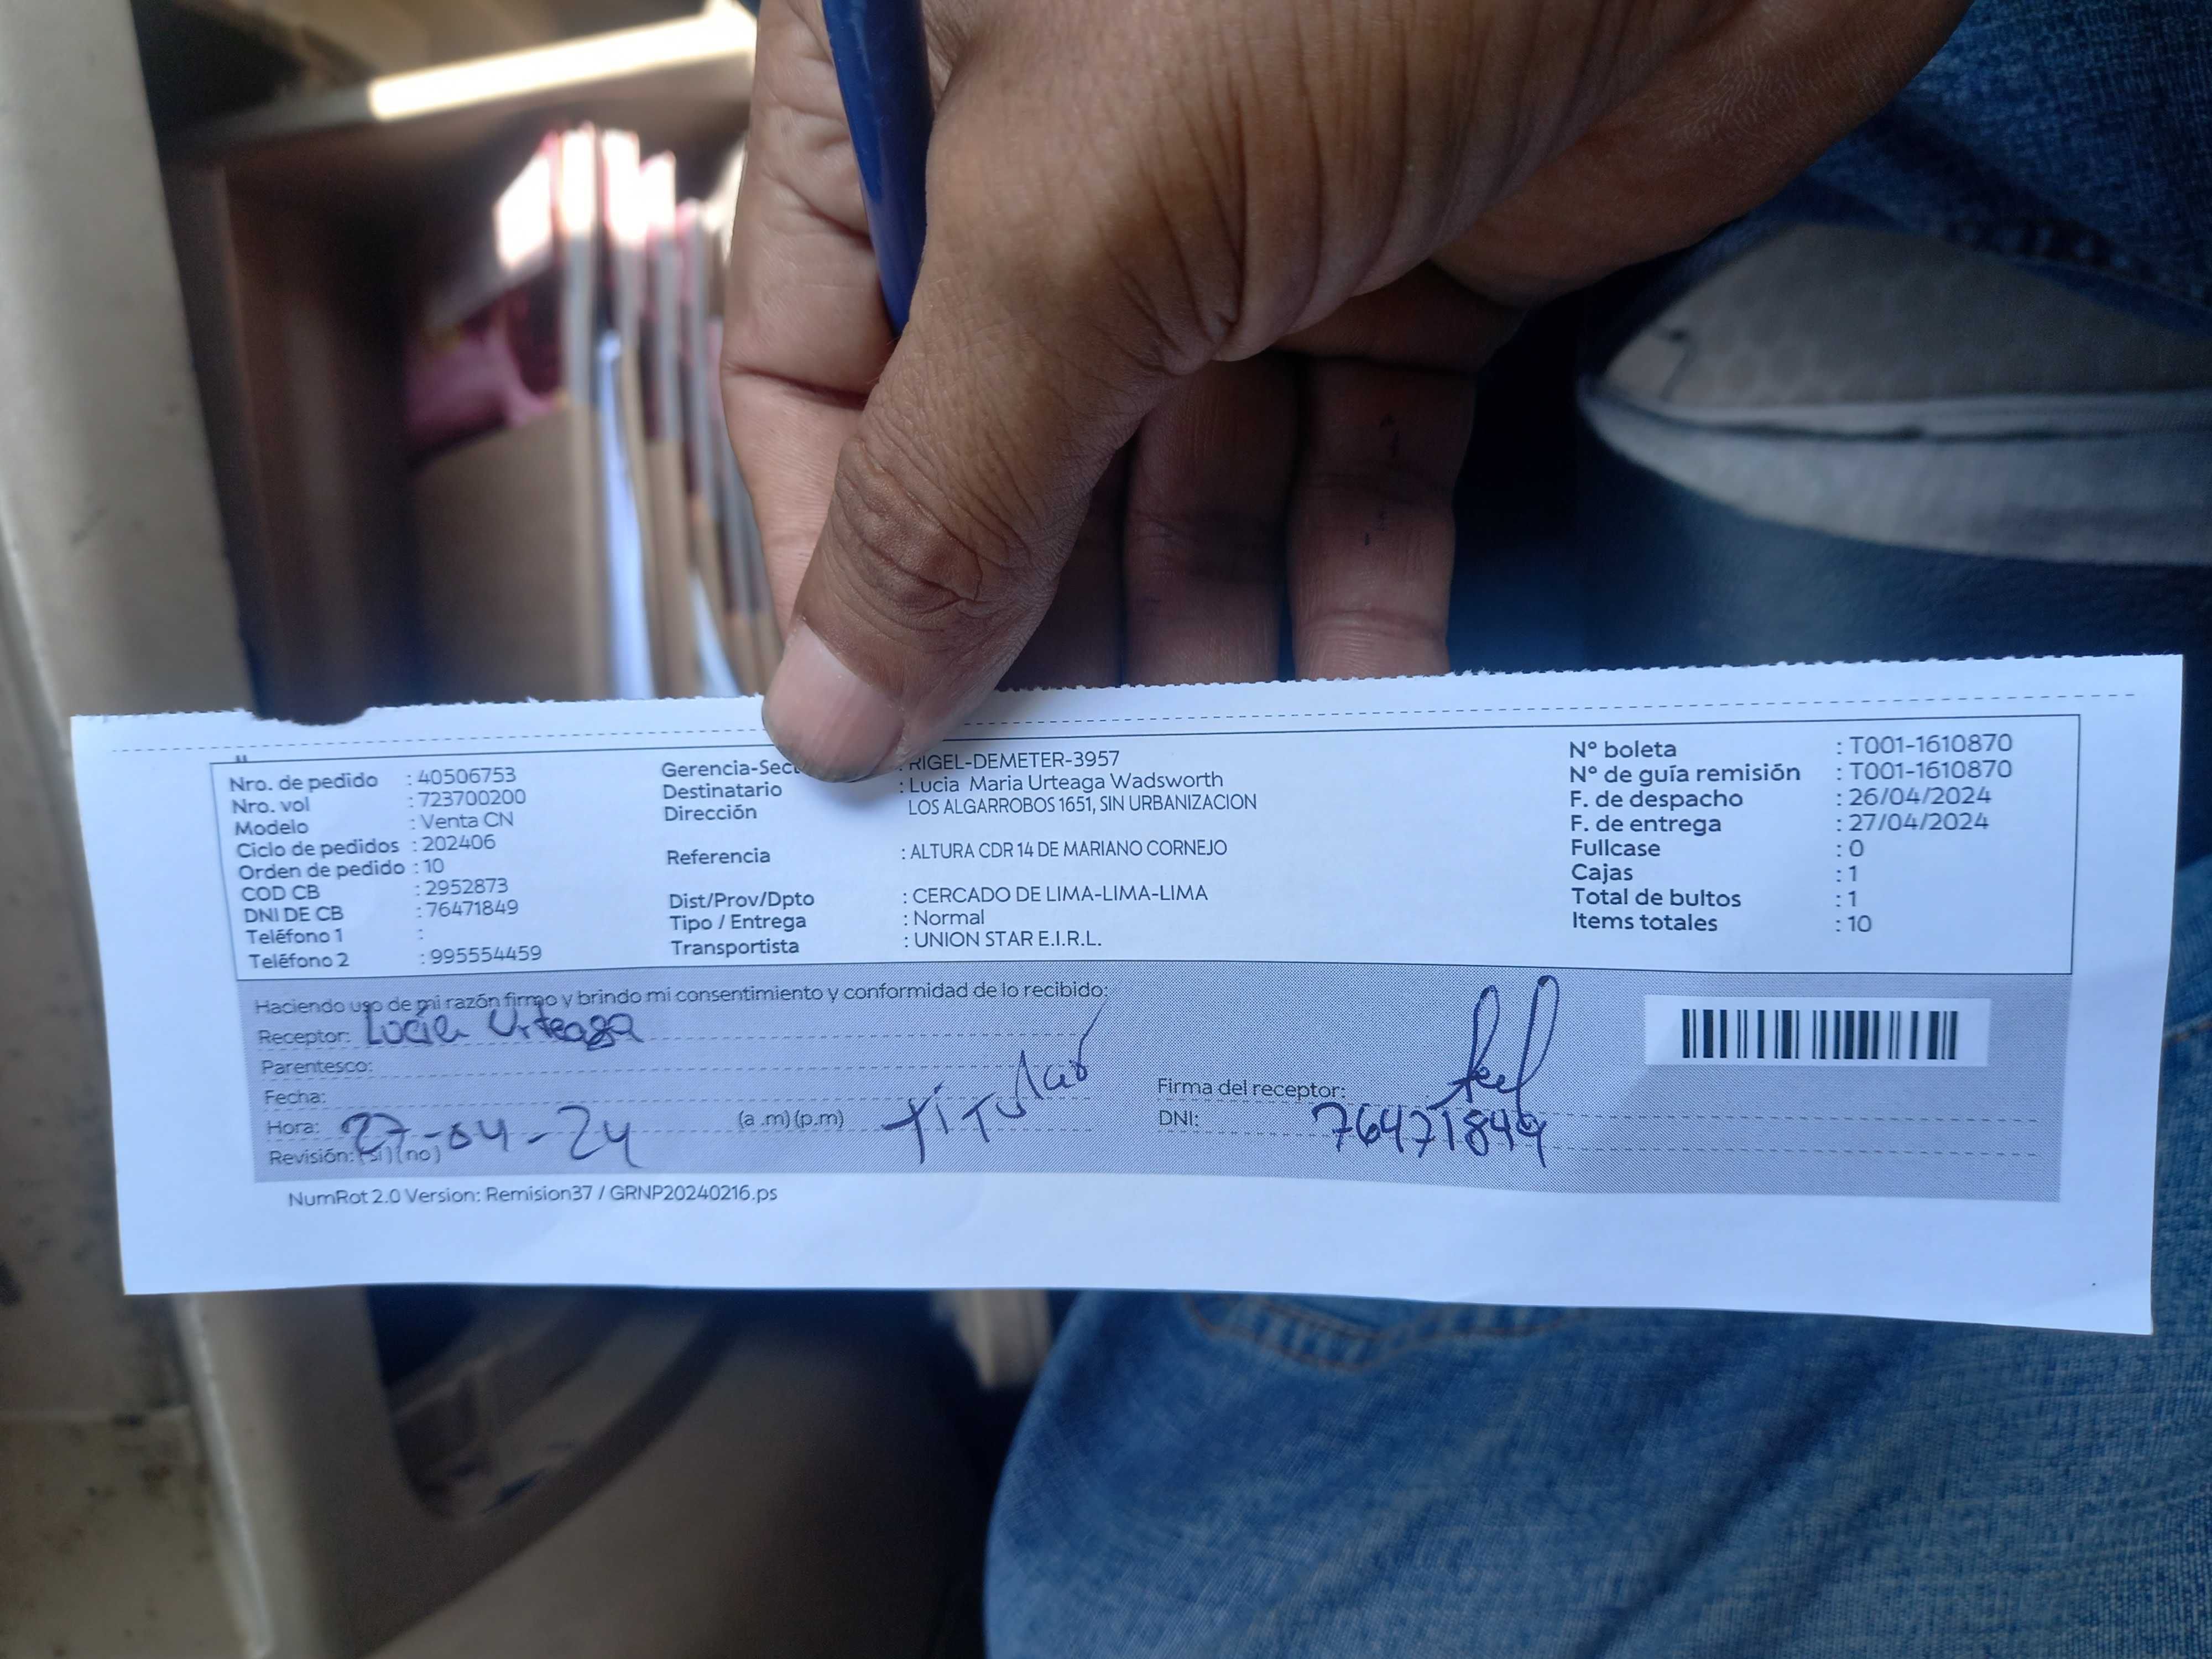 Nro. de pedido : 40506753
Nro. vol : 723700200
Modelo : Venta CN
Ciclo de pedidos : 202406
Orden de pedido : 10
COD CB : 2952873
DNI DE CB : 76471849
Teléfono 1 :
Teléfono 2 : 995554459
Gerencia-Sect : RIGEL-DEMETER-3957
Destinatario : Lucia Maria Urteaga Wadsworth
Dirección LOS ALGARROBOS 1651, SIN URBANIZACION
Referencia : ALTURA CDR 14 DE MARIANO CORNEJO
Dist/Prov/Dpto : CERCADO DE LIMA-LIMA-LIMA
Tipo / Entrega : Normal
Transportista : UNION STAR E.I.R.L.
N° boleta : T001-1610870
N° de guía remisión : T001-1610870
F. de despacho : 26/04/2024
F. de entrega : 27/04/2024
Fullcase : 0
Cajas : 1
Total de bultos : 1
Items totales : 10
Haciendo uso de mi razón firmo y brindo mi consentimiento y conformidad de lo recibido:
Receptor: Lucia Urteaga
Parentesco:
Fecha:
Hora: 27-04-24 (a .m) (p.m) Titular
Revisión: (si) (no)
Firma del receptor:
DNI: 76471849
NumRot 2.0 Version: Remision37 / GRNP20240216.ps